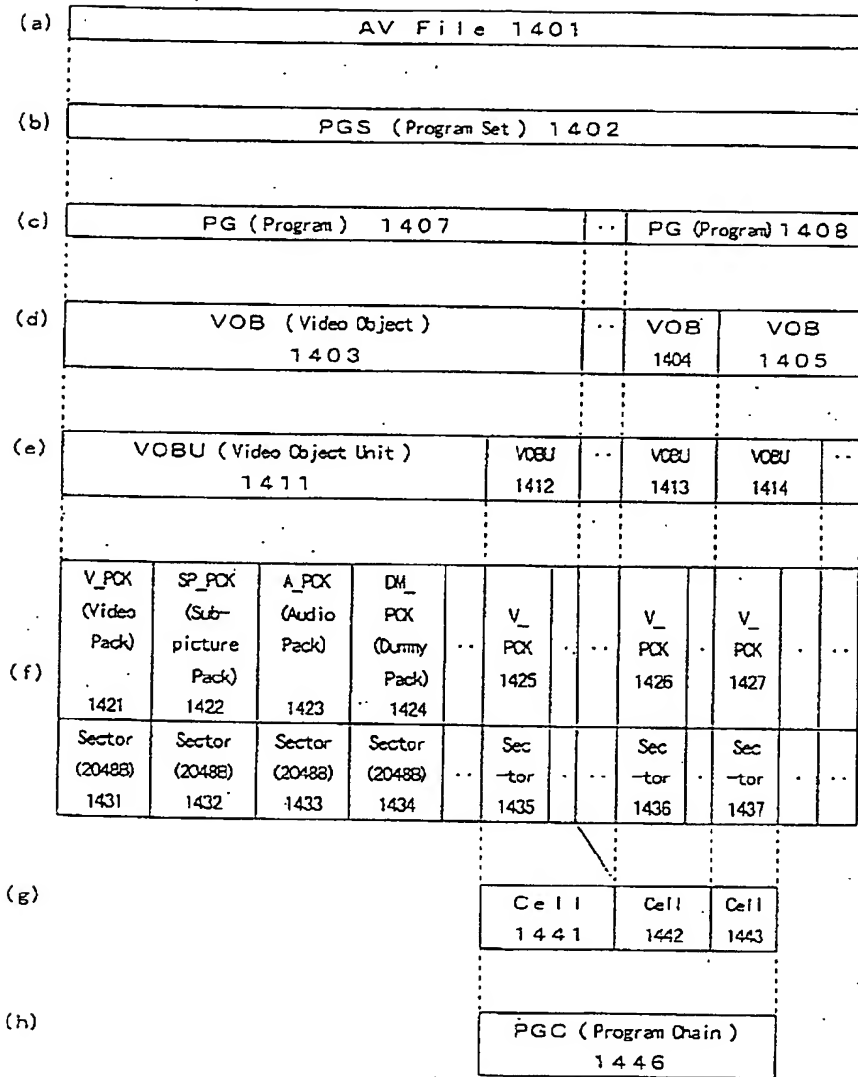 (a) AV File 1401
(b) PGS (Program Set) 1402
(c) PG (Program) 1407 ·· PG (Program) 1408
(d) VOB (Video Object) ·· VOB VOB
1403 1404 1405
(e) VOBU (Video Object Unit) VOBU ·· VOBU VOBU ··
1411 1412 1413 1414
V_PCK SP_PCK A_PCK DM_
(Video (Sub- (Audio PCK V_ V_ V_
Pack) picture Pack) (Dummy ·· PCK · ·· PCK · PCK · ··
(f) Pack) Pack) 1425 1426 1427
1421 1422 1423 1424
Sector Sector Sector Sector Sec Sec Sec
(2048B) (2048B) (2048B) (2048B) ·· -tor · ·· -tor · -tor · ··
1431 1432 1433 1434 1435 1436 1437
(g) Cell Cell Cell
1441 1442 1443
(h) PGC (Program Chain)
1446